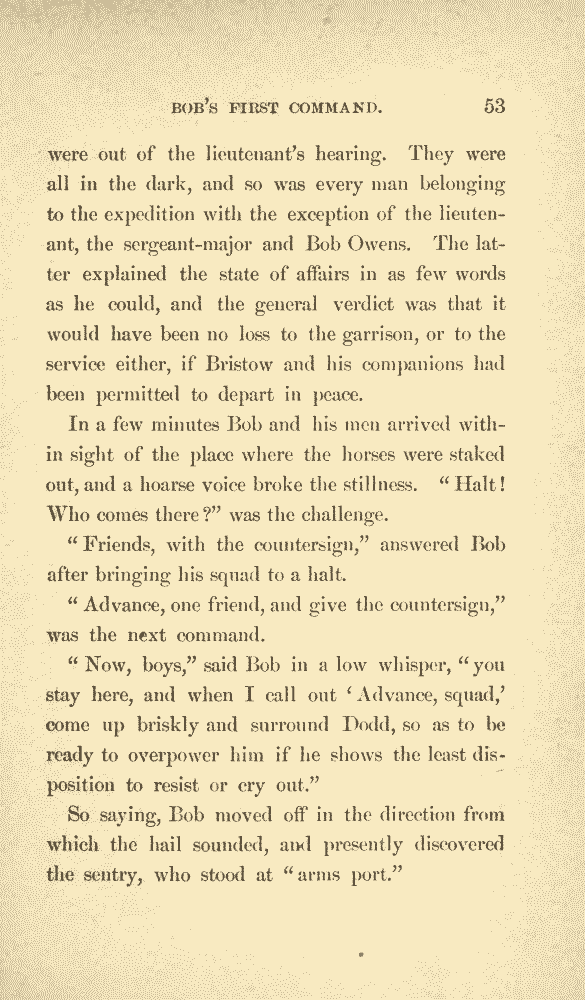 BOB'S FIRST COMMAND. 53
were out of the lieutenant's hearing. They were
all in the dark, and so was every man belonging
to the expedition with the exception of the lieuten-
ant, the sergeant-major and Bob Owens. The lat-
ter explained the state of affairs in as few words
as he could, and the general verdict was that it
would have been no loss to the garrison, or to the
service either, if Bristow and his companions had
been permitted to depart in peace.
In a few minutes Bob and his men arrived with-
in sight of the place where the horses were staked
out, and a hoarse voice broke the stillness. “Halt!
Who comes there?” was the challenge.
“Friends, with the countersign,” answered Bob
after bringing his squad to a halt.
“Advance, one friend, and give the countersign,”
was the next command.
“Now, boys,” said Bob in a low whisper, “you
stay here, and when I call out ‘Advance, squad,’
come up briskly and surround Dodd, so as to be
ready to overpower him if he shows the least dis-
position to resist or cry out.”
So saying, Bob moved off in the direction from
which the hail sounded, and presently discovered
the sentry, who stood at “arms port.”